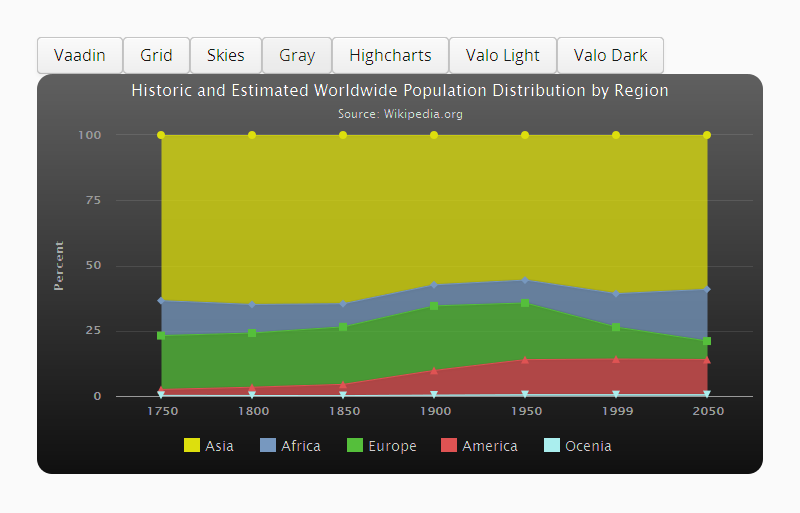 Vaadin Grid Skies Gray Highcharts Valo Light Valo Dark
Historic and Estimated Worldwide Population Distribution by Region
Source: Wikipedia.org
100
75
50
25
0
Percent
1750 1800 1850 1900 1950 1999 2050
Asia Africa Europe America Ocenia